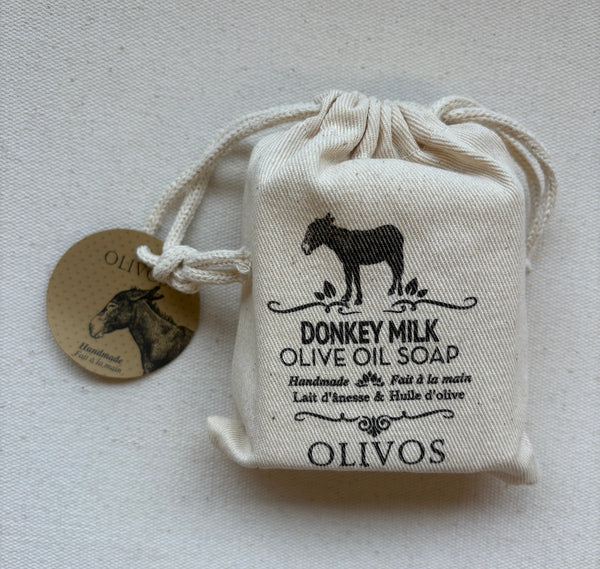 OLIVOS
Handmade
Fait à la main
DONKEY MILK
OLIVE OIL SOAP
Handmade Fait à la main
Lait d'ânesse & Huile d'olive
OLIVOS